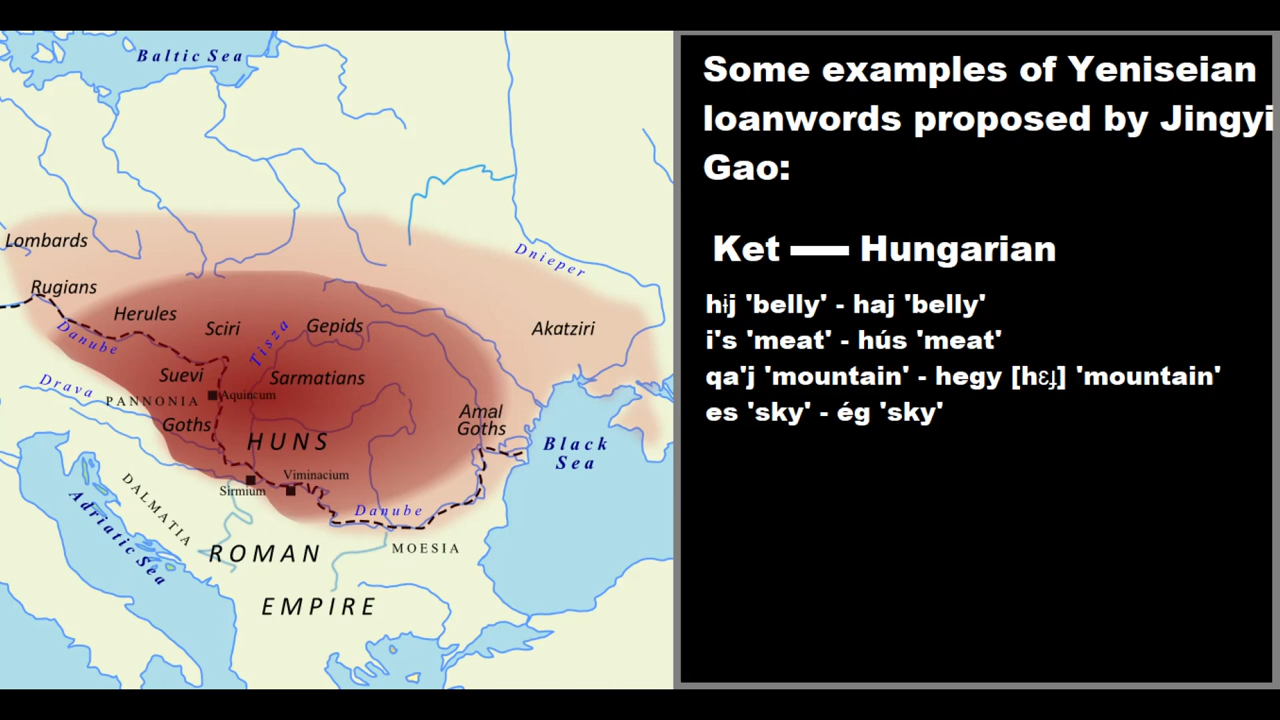 Baltic Sea
Lombards
Dnieper
Rugians
Herules
Sciri
Tisza
Gepids
Akatziri
Danube
Suevi
Sarmatians
Drava
PANNONIA
Aquincum
Goths
Amal
Goths
HUNS
Black
Sea
Viminacium
Sirmium
DALMATIA
Adriatic Sea
Danube
MOESIA
ROMAN
EMPIRE
Some examples of Yeniseian
loanwords proposed by Jingyi
Gao:
Ket — Hungarian
hɨj 'belly' - haj 'belly'
i's 'meat' - hús 'meat'
qa'j 'mountain' - hegy [hɛɟ] 'mountain'
es 'sky' - ég 'sky'